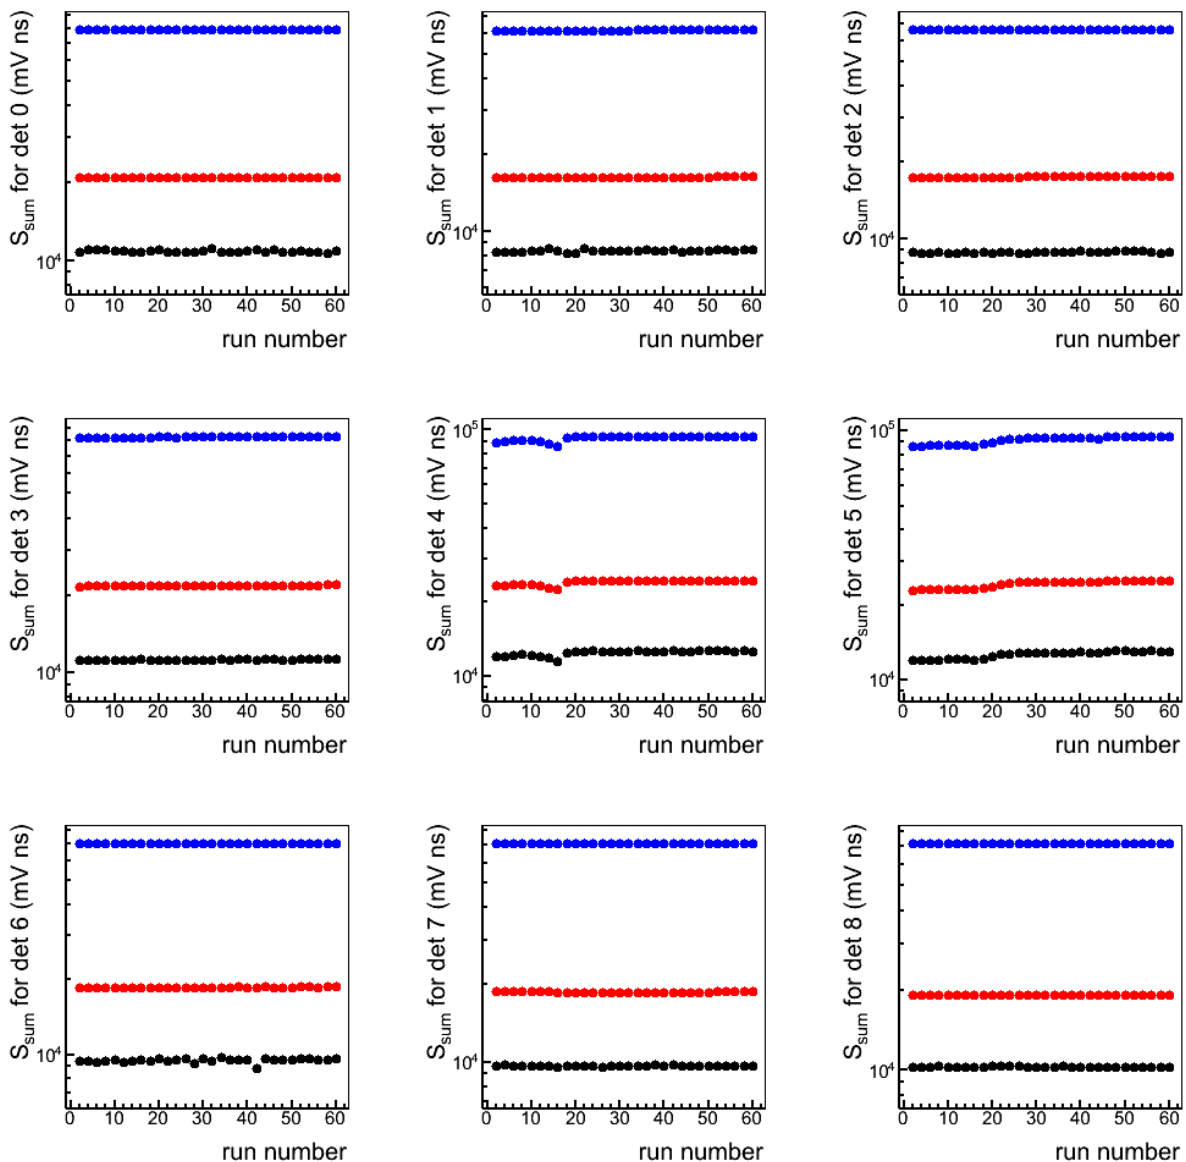 S_sum for det 0 (mV ns)
10^4
0 10 20 30 40 50 60
run number
S_sum for det 1 (mV ns)
10^4
0 10 20 30 40 50 60
run number
S_sum for det 2 (mV ns)
10^4
0 10 20 30 40 50 60
run number
S_sum for det 3 (mV ns)
10^4
0 10 20 30 40 50 60
run number
S_sum for det 4 (mV ns)
10^5
10^4
0 10 20 30 40 50 60
run number
S_sum for det 5 (mV ns)
10^5
10^4
0 10 20 30 40 50 60
run number
S_sum for det 6 (mV ns)
10^4
0 10 20 30 40 50 60
run number
S_sum for det 7 (mV ns)
10^4
0 10 20 30 40 50 60
run number
S_sum for det 8 (mV ns)
10^4
0 10 20 30 40 50 60
run number